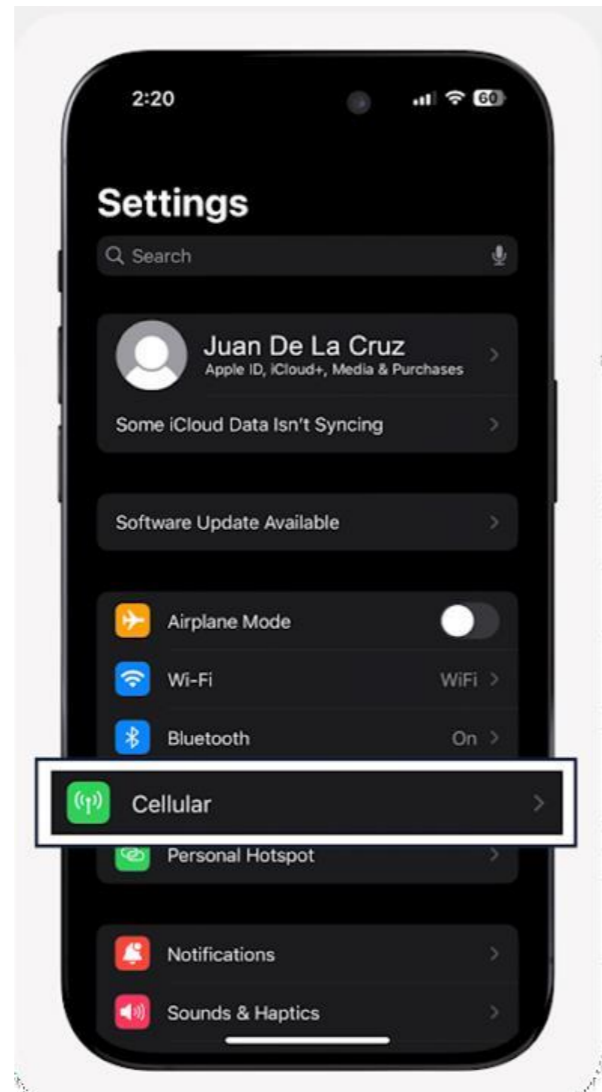 2:20
60
Settings
Search
Juan De La Cruz
Apple ID, iCloud+, Media & Purchases
Some iCloud Data Isn't Syncing
Software Update Available
Airplane Mode
Wi-Fi WiFi
Bluetooth On
Cellular
Personal Hotspot
Notifications
Sounds & Haptics